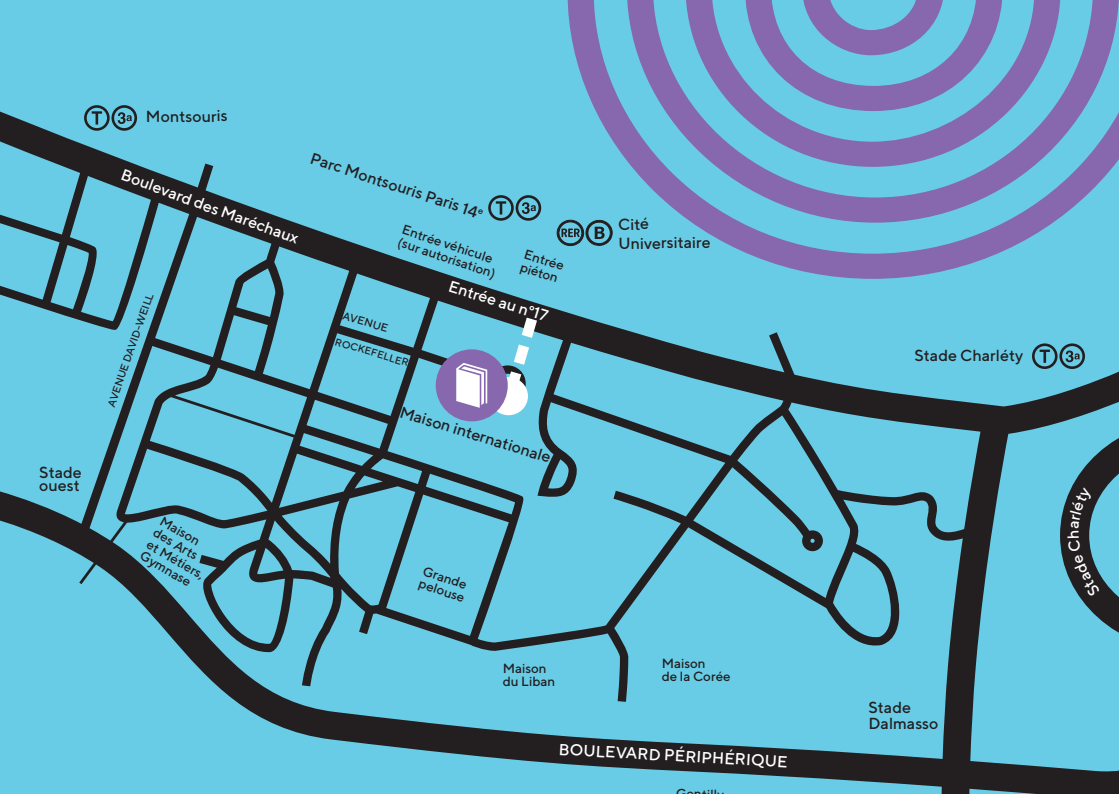 T 3a Montsouris
Boulevard des Maréchaux
Parc Montsouris Paris 14e T 3a
RER B Cité
Universitaire
Entrée véhicule
(sur autorisation)
Entrée
piéton
Entrée au n°17
AVENUE
ROCKEFELLER
AVENUE DAVID-WEILL
Stade Charléty T 3a
Maison internationale
Stade
ouest
Stade Charléty
Maison
des Arts
et Métiers,
Gymnase
Grande
pelouse
Maison
du Liban
Maison
de la Corée
Stade
Dalmasso
BOULEVARD PÉRIPHÉRIQUE
Gentilly